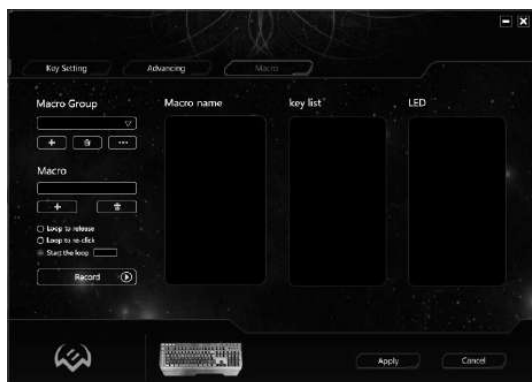 Key Setting
Advancing
Macro
Macro Group
Macro name
key list
LED
Macro
Loop to release
Loop to re-click
Start the loop
Record
Apply
Cancel